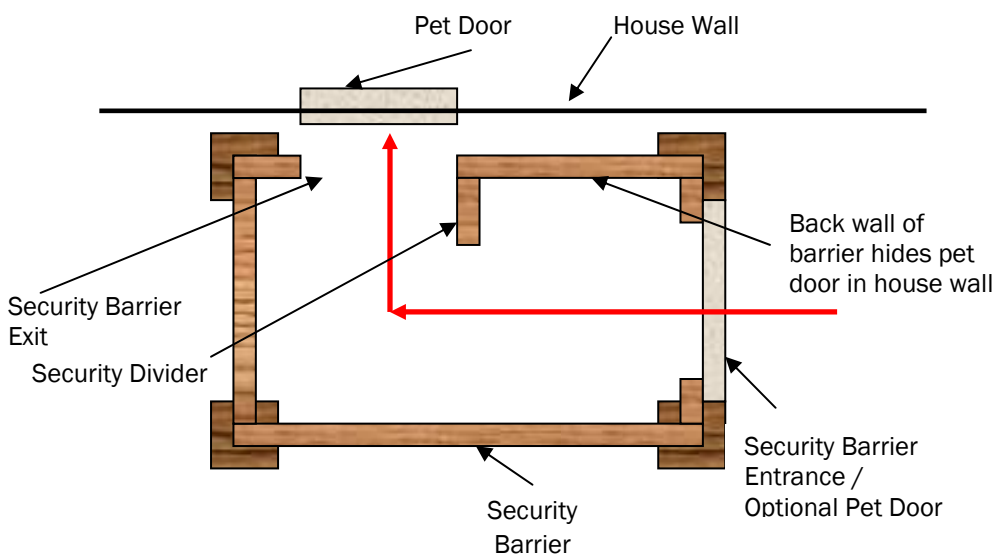 Pet Door
House Wall
Back wall of
barrier hides pet
door in house wall
Security Barrier
Exit
Security Divider
Security Barrier
Entrance /
Optional Pet Door
Security
Barrier